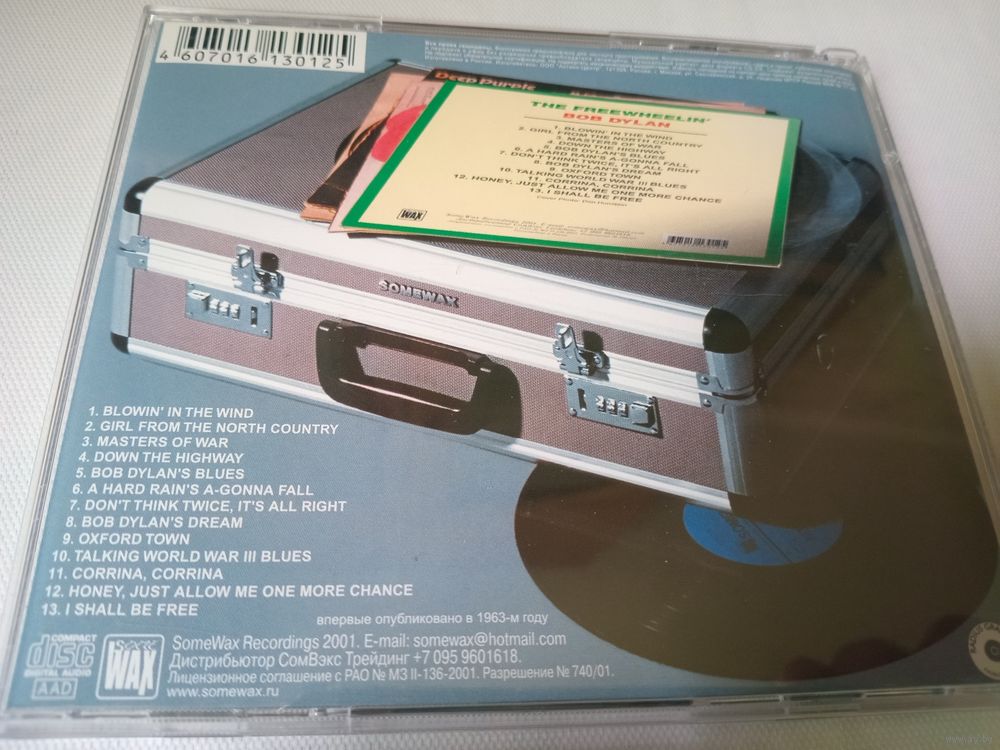 4 607016 130125
DEEP PURPLE
THE FREEWHEELIN'
BOB DYLAN
1. BLOWIN' IN THE WIND
2. GIRL FROM THE NORTH COUNTRY
3. MASTERS OF WAR
4. DOWN THE HIGHWAY
5. BOB DYLAN'S BLUES
6. A HARD RAIN'S A-GONNA FALL
7. DON'T THINK TWICE, IT'S ALL RIGHT
8. BOB DYLAN'S DREAM
9. OXFORD TOWN
10. TALKING WORLD WAR III BLUES
11. CORRINA, CORRINA
12. HONEY, JUST ALLOW ME ONE MORE CHANCE
13. I SHALL BE FREE
Cover Photo: Don Hunstein
WAX
SOMEWAX
1. BLOWIN' IN THE WIND
2. GIRL FROM THE NORTH COUNTRY
3. MASTERS OF WAR
4. DOWN THE HIGHWAY
5. BOB DYLAN'S BLUES
6. A HARD RAIN'S A-GONNA FALL
7. DON'T THINK TWICE, IT'S ALL RIGHT
8. BOB DYLAN'S DREAM
9. OXFORD TOWN
10. TALKING WORLD WAR III BLUES
11. CORRINA, CORRINA
12. HONEY, JUST ALLOW ME ONE MORE CHANCE
13. I SHALL BE FREE
впервые опубликовано в 1963-м году
COMPACT
disc
DIGITAL AUDIO
AAD
Some
WAX
SomeWax Recordings 2001. E-mail: somewax@hotmail.com
Дистрибьютор СомВэкс Трейдинг +7 095 9601618.
Лицензионное соглашение с РАО № МЗ II-136-2001. Разрешение № 740/01.
www.somewax.ru